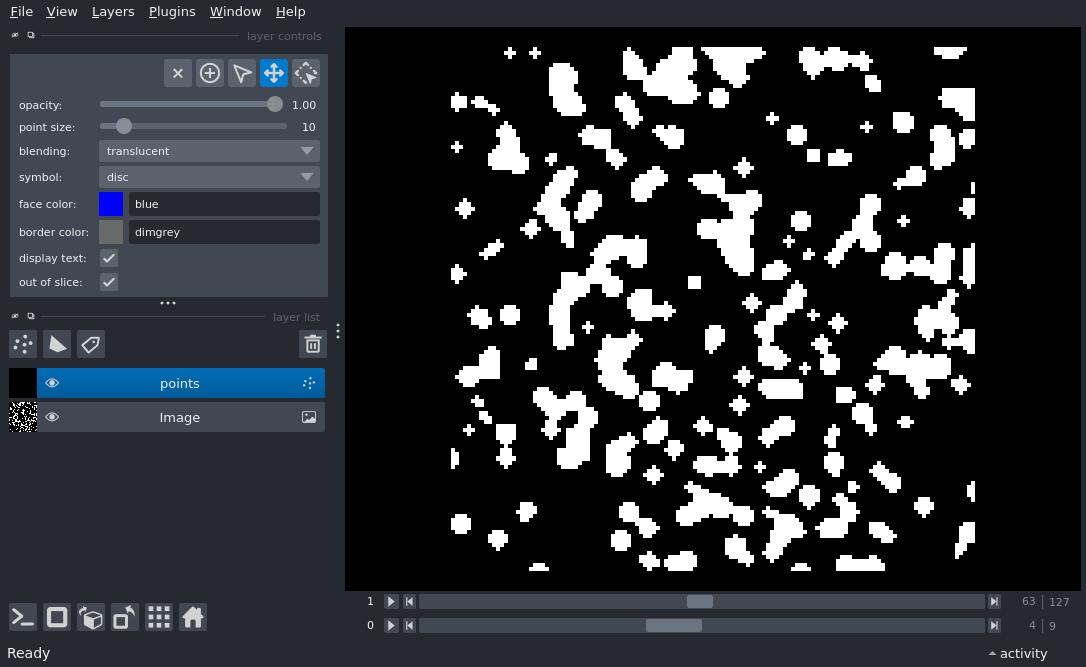 File View Layers Plugins Window Help
layer controls
opacity: 1.00
point size: 10
blending: translucent
symbol: disc
face color: blue
border color: dimgrey
display text:
out of slice:
layer list
points
Image
1 63 127
0 4 9
Ready activity